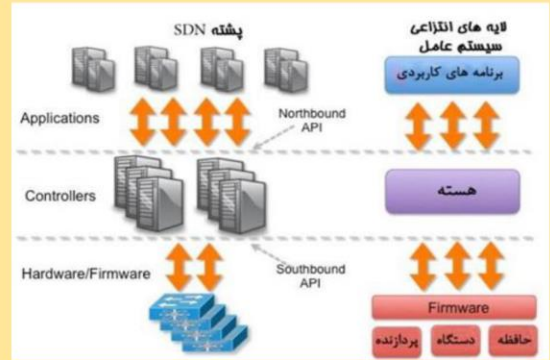 پشته SDN
لایه های انتزاعی
سیستم عامل
برنامه های کاربردی
Applications
Northbound
API
Controllers
هسته
Hardware/Firmware
Southbound
API
Firmware
حافظه
دستگاه
پردازنده